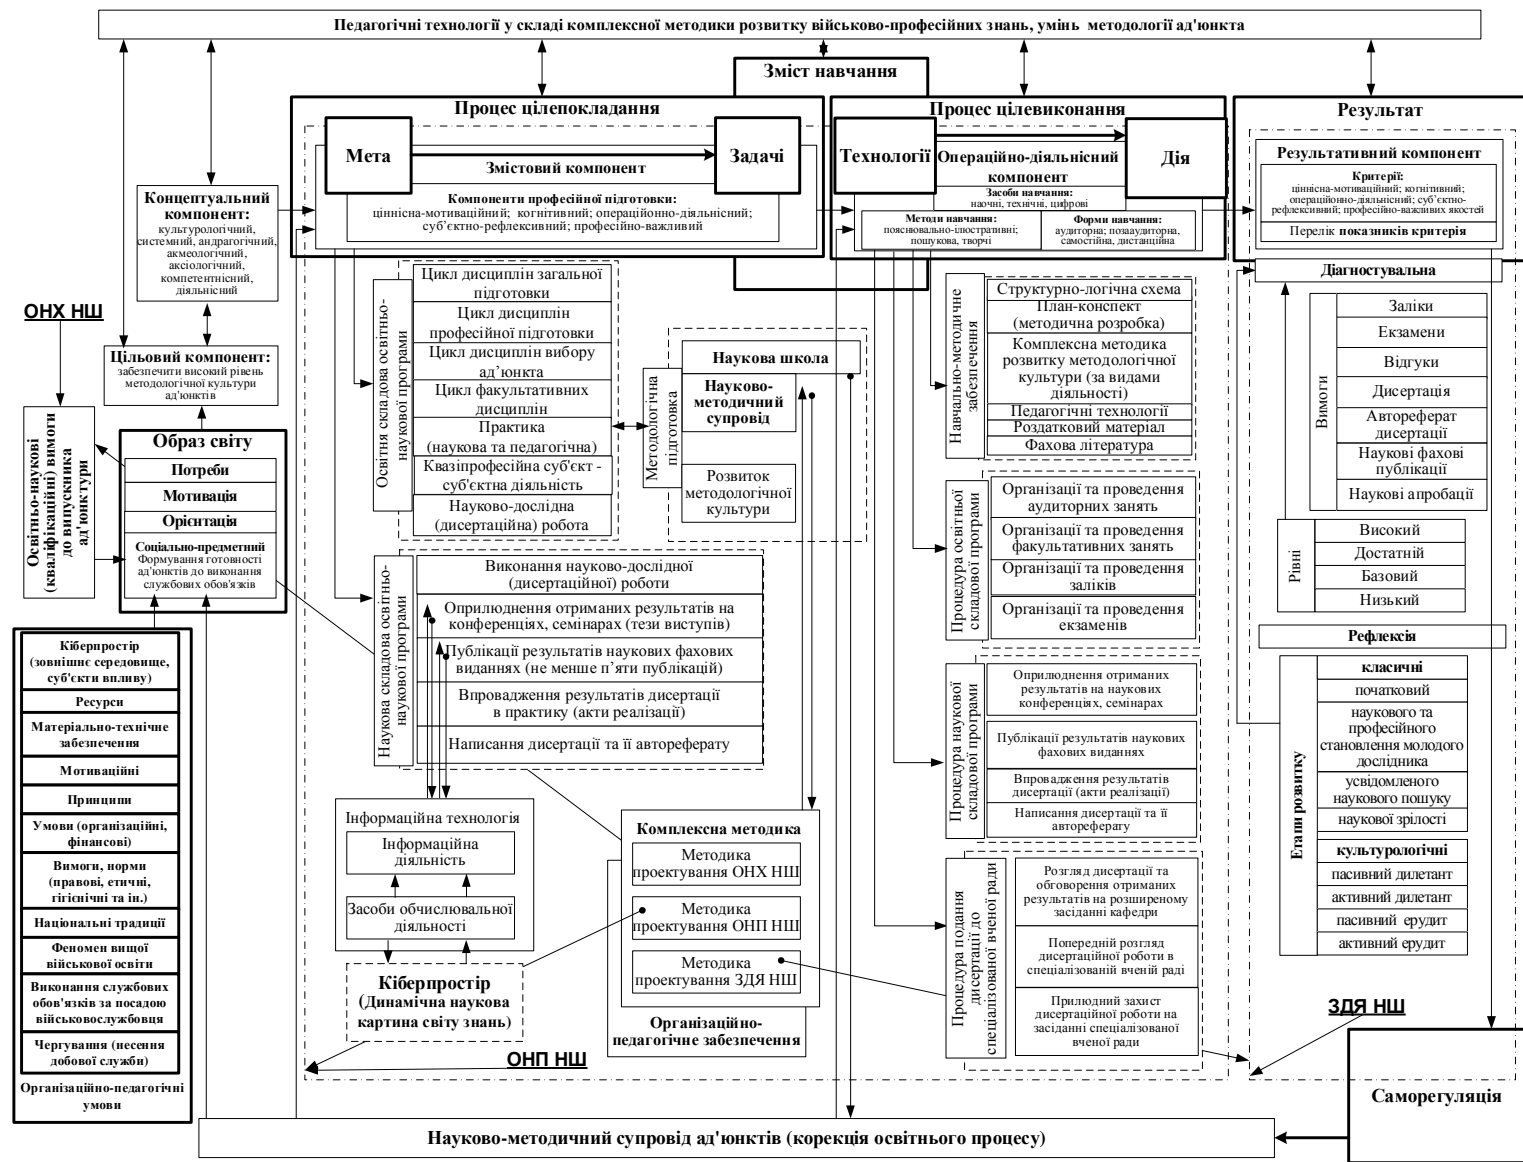 Педагогічні технології у складі комплексної методики розвитку військово-професійних знань, умінь методології ад'юнкта
Зміст навчання
Процес цілепокладання
Мета
Задачі
Змістовий компонент
Компоненти професійної підготовки:
ціннісна-мотиваційний; когнітивний; операційонно-діяльнісний;
суб'єктно-рефлексивний; професійно-важливий
Процес цілевиконання
Технології
Дія
Операційно-діяльнісний
компонент
Засоби навчання:
наочні, технічні, цифрові
Методи навчання:
пояснювально-ілюстративні;
пошукова, творчі
Форми навчання:
аудиторна; позааудиторна,
самостійна, дистанційна
Результат
Результативний компонент
Критерії:
ціннісна-мотиваційний; когнітивний;
операційонно-діяльнісний; суб'єктно-
рефлексивний; професійно-важливих якостей
Перелік показників критерія
Концептуальний
компонент:
культурологічний,
системний, андрагогічний,
акмеологічний,
аксіологічний,
компетентнісний,
діяльнісний
ОНХ НШ
Цільовий компонент:
забезпечити високий рівень
методологічної культури
ад'юнктів
Освітньо-наукові
(кваліфікаційні) вимоги
до випускника
ад'юнктури
Образ світу
Потреби
Мотивація
Орієнтація
Соціально-предметний
Формування готовності
ад'юнктів до виконання
службових обов'язків
Кіберпростір
(зовнішнє середовище,
суб'єкти впливу)
Ресурси
Матеріально-технічне
забезпечення
Мотиваційні
Принципи
Умови (організаційні,
фінансові)
Вимоги, норми
(правові, етичні,
гігієнічні та ін.)
Національні традиції
Феномен вищої
військової освіти
Виконання службових
обов'язків за посадою
військовослужбовця
Чергування (несення
добової служби)
Організаційно-педагогічні
умови
Освітня складова освітньо-
наукової програми
Цикл дисциплін загальної
підготовки
Цикл дисциплін
професійної підготовки
Цикл дисциплін вибору
ад'юнкта
Цикл факультативних
дисциплін
Практика
(наукова та педагогічна)
Квазіпрофесійна суб'єкт -
суб'єктна діяльність
Науково-дослідна
(дисертаційна) робота
Методологічна
підготовка
Наукова школа
Науково-
методичний
супровід
Розвиток
методологічної
культури
Наукова складова освітньо-
наукової програми
Виконання науково-дослідної
(дисертаційної) роботи
Оприлюднення отриманих результатів на
конференціях, семінарах (тези виступів)
Публікації результатів наукових фахових
виданнях (не менше п'яти публікацій)
Впровадження результатів дисертації
в практику (акти реалізації)
Написання дисертації та її автореферату
Інформаційна технологія
Інформаційна
діяльність
Засоби обчислювальної
діяльності
Кіберпростір
(Динамічна наукова
картина світу знань)
ОНП НШ
Комплексна методика
Методика
проектування ОНХ НШ
Методика
проектування ОНП НШ
Методика
проектування ЗДЯ НШ
Організаційно-
педагогічне забезпечення
Навчально-методичне
забезпечення
Структурно-логічна схема
План-конспект
(методична розробка)
Комплексна методика
розвитку методологічної
культури (за видами
діяльності)
Педагогічні технології
Роздатковий матеріал
Фахова література
Процедура освітньої
складової програми
Організації та проведення
аудиторних занять
Організації та проведення
факультативних занять
Організації та проведення
заліків
Організації та проведення
екзаменів
Процедура наукової
складової програми
Оприлюднення отриманих
результатів на наукових
конференціях, семінарах
Публікації результатів наукових
фахових виданнях
Впровадження результатів
дисертації (акти реалізації)
Написання дисертації та її
автореферату
Процедура подання
дисертації до
спеціалізованої вченої ради
Розгляд дисертації та
обговорення отриманих
результатів на розширеному
засіданні кафедри
Попередній розгляд
дисертаційної роботи в
спеціалізованій вченій раді
Прилюдний захист
дисертаційної роботи на
засіданні спеціалізованої
вченої ради
Діагностувальна
Вимоги
Заліки
Екзамени
Відгуки
Дисертація
Автореферат
дисертації
Наукові фахові
публікації
Наукові апробації
Рівні
Високий
Достатній
Базовий
Низький
Рефлексія
Етапи розвитку
класичні
початковий
наукового та
професійного
становлення молодого
дослідника
усвідомленого
наукового пошуку
наукової зрілості
культурологічні
пасивний дилетант
активний дилетант
пасивний ерудит
активний ерудит
ЗДЯ НШ
Саморегуляція
Науково-методичний супровід ад'юнктів (корекція освітнього процесу)